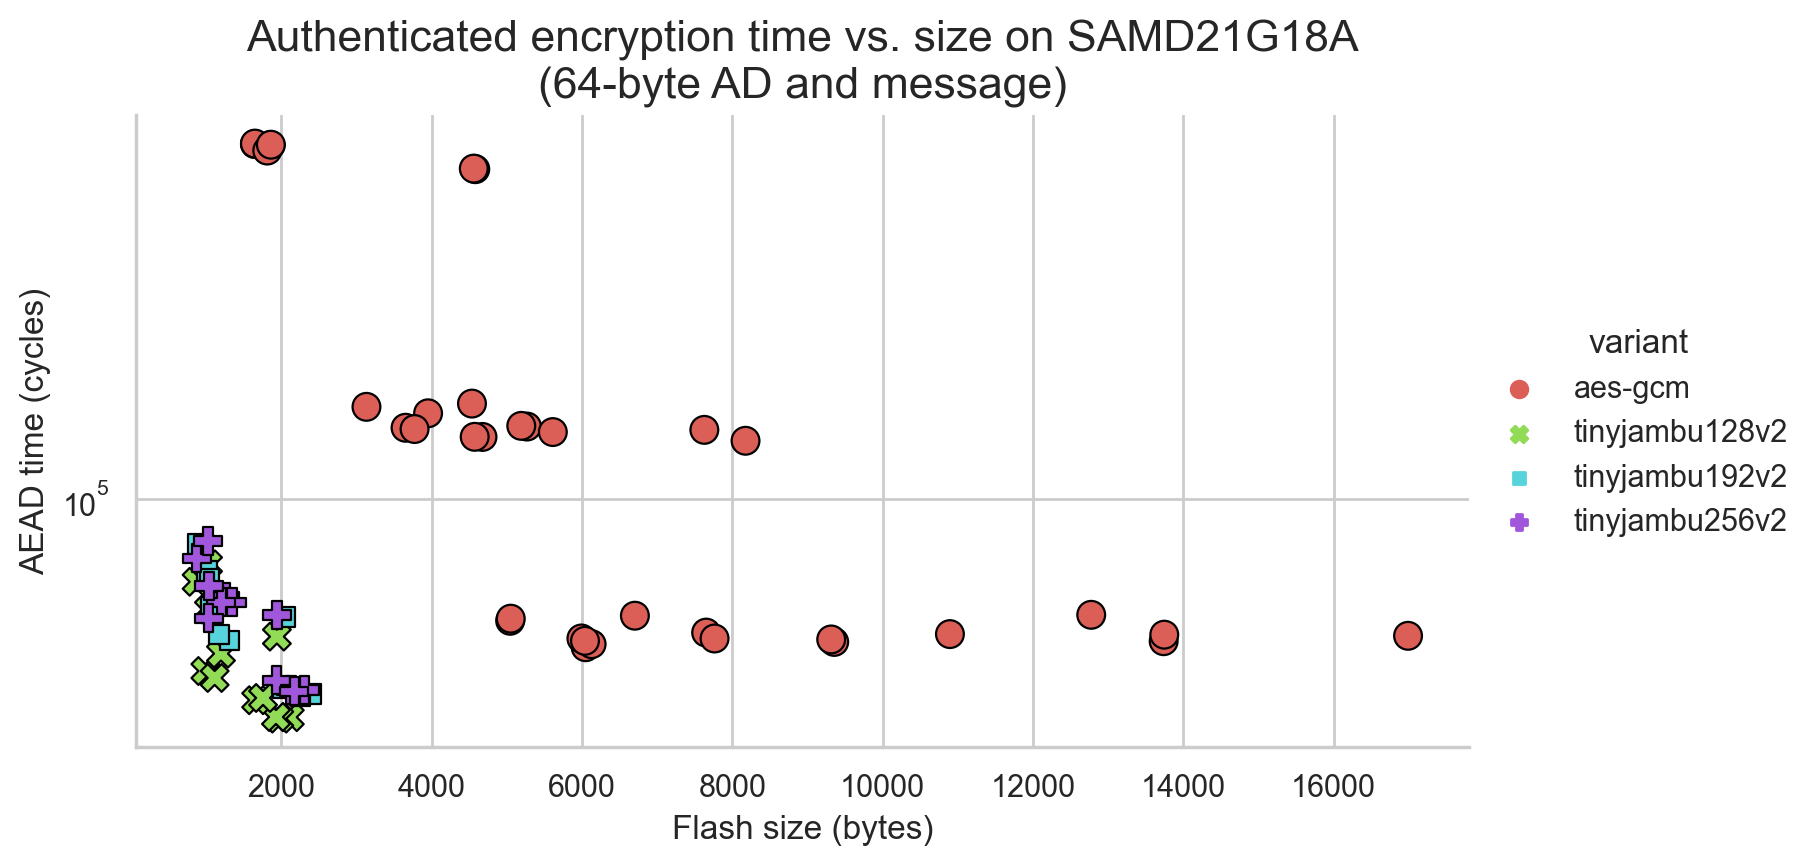 Authenticated encryption time vs. size on SAMD21G18A
(64-byte AD and message)
AEAD time (cycles)
10^5
2000 4000 6000 8000 10000 12000 14000 16000
Flash size (bytes)
variant
aes-gcm
tinyjambu128v2
tinyjambu192v2
tinyjambu256v2